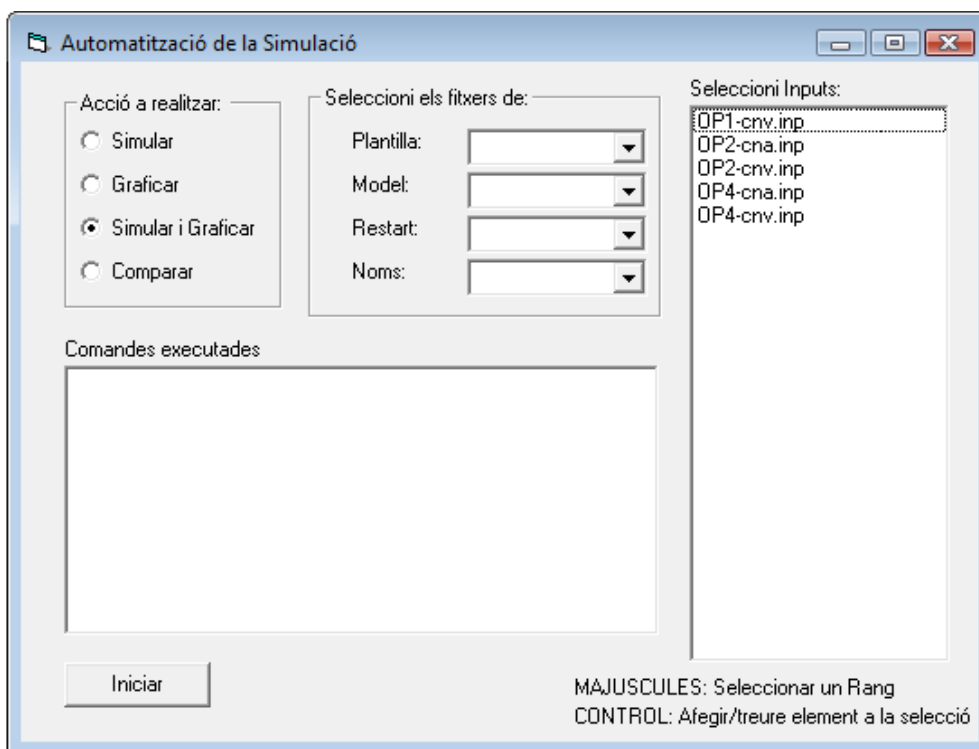 Automatització de la Simulació
Acció a realitzar:
Simular
Graficar
Simular i Graficar
Comparar
Seleccioni els fitxers de:
Plantilla:
Model:
Restart:
Noms:
Seleccioni Inputs:
OP1-cnv.inp
OP2-cna.inp
OP2-cnv.inp
OP4-cna.inp
OP4-cnv.inp
Comandes executades
Iniciar
MAJUSCULES: Seleccionar un Rang
CONTROL: Afegir/treure element a la selecció